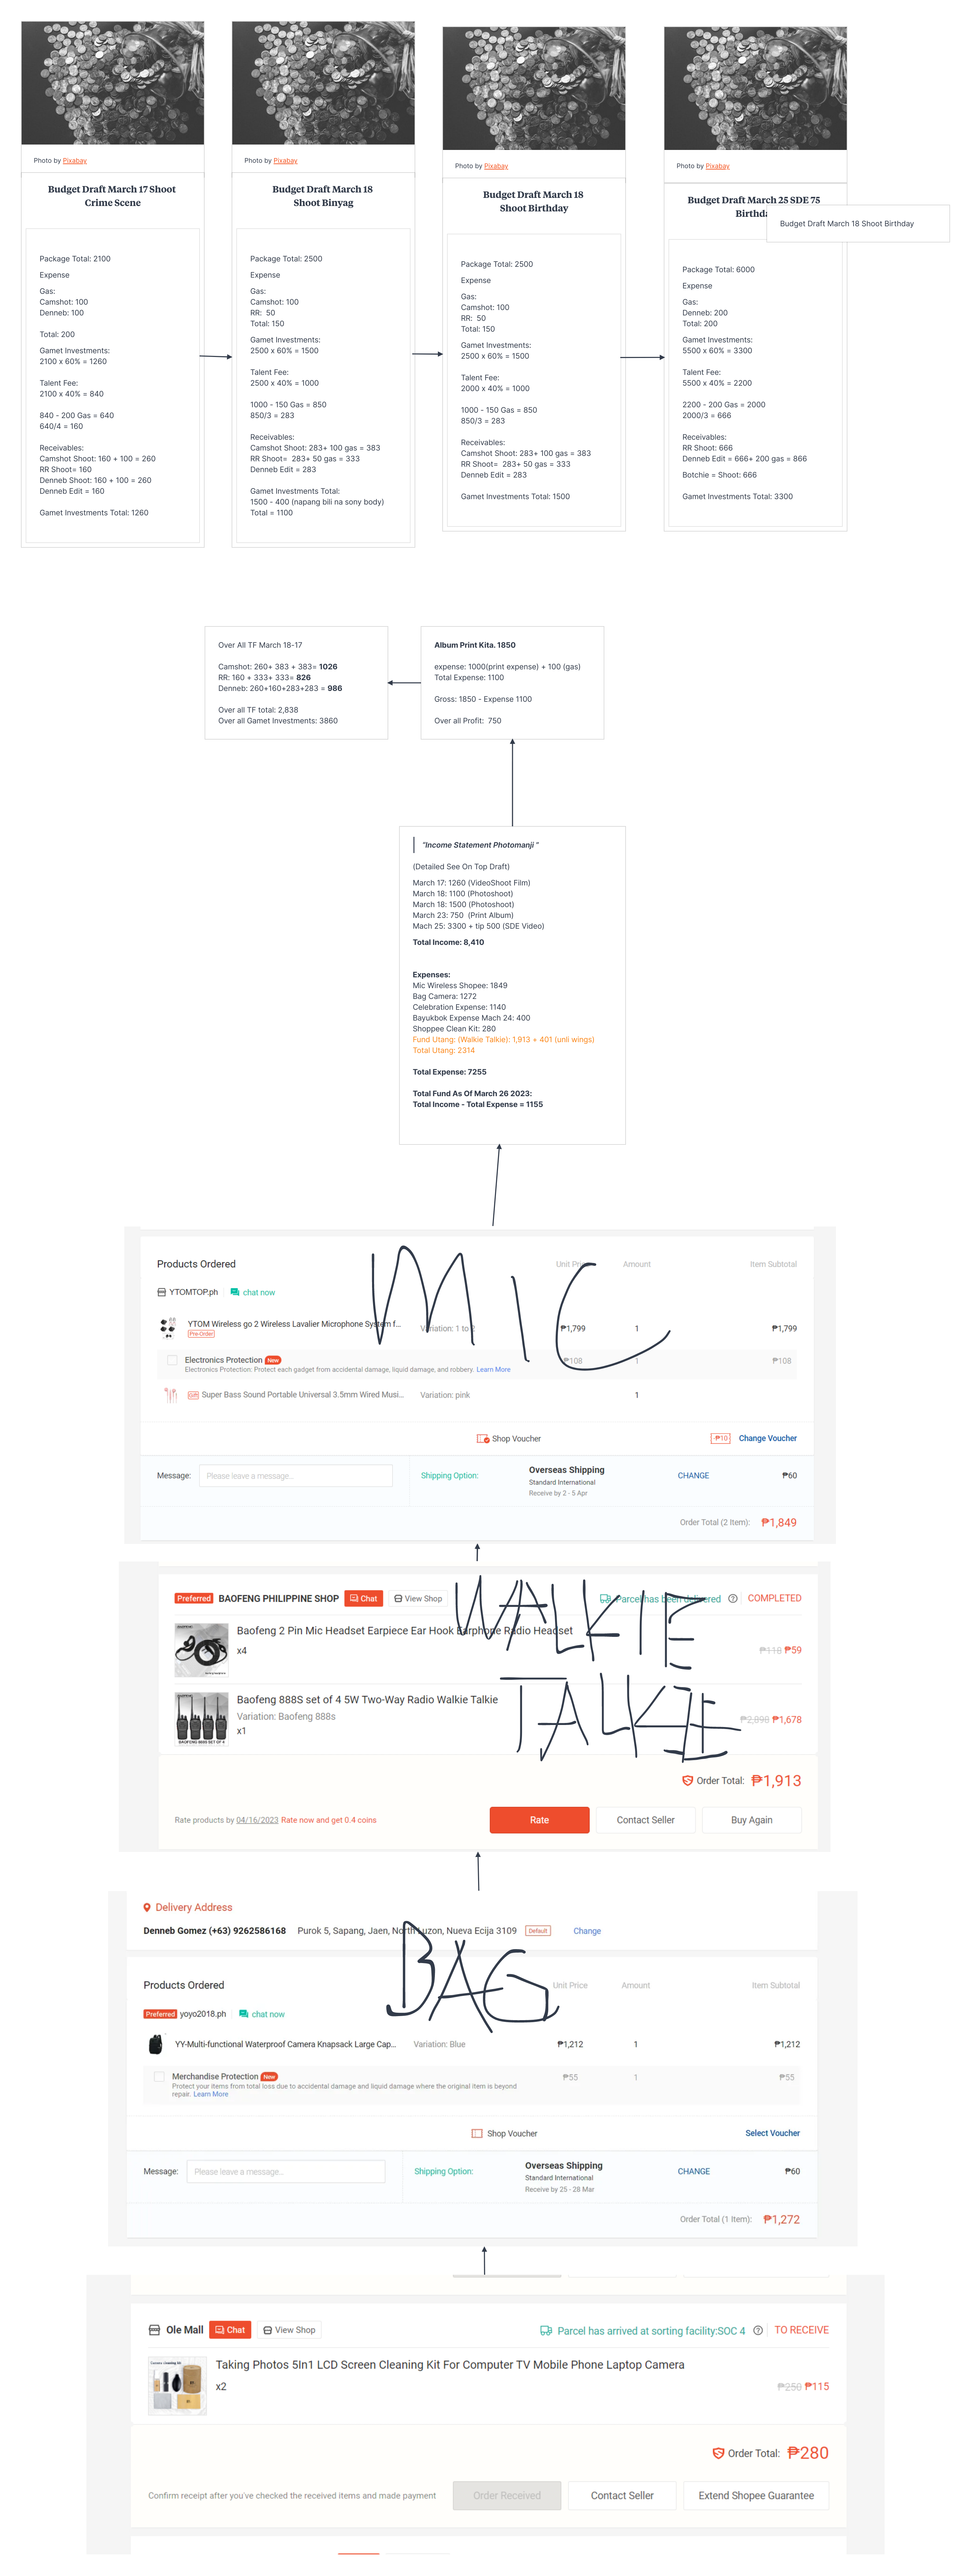 Photo by Pixabay
Budget Draft March 17 Shoot
Crime Scene
Package Total: 2100
Expense
Gas:
Camshot: 100
Denneb: 100
Total: 200
Gamet Investments:
2100 x 60% = 1260
Talent Fee:
2100 x 40% = 840
840 - 200 Gas = 640
640/4 = 160
Receivables:
Camshot Shoot: 160 + 100 = 260
RR Shoot= 160
Denneb Shoot: 160 + 100 = 260
Denneb Edit = 160
Gamet Investments Total: 1260
Photo by Pixabay
Budget Draft March 18
Shoot Binyag
Package Total: 2500
Expense
Gas:
Camshot: 100
RR:  50
Total: 150
Gamet Investments:
2500 x 60% = 1500
Talent Fee:
2500 x 40% = 1000
1000 - 150 Gas = 850
850/3 = 283
Receivables:
Camshot Shoot: 283+ 100 gas = 383
RR Shoot=  283+ 50 gas = 333
Denneb Edit = 283
Gamet Investments Total:
1500 - 400 (napang bili na sony body)
Total = 1100
Photo by Pixabay
Budget Draft March 18
Shoot Birthday
Package Total: 2500
Expense
Gas:
Camshot: 100
RR:  50
Total: 150
Gamet Investments:
2500 x 60% = 1500
Talent Fee:
2000 x 40% = 1000
1000 - 150 Gas = 850
850/3 = 283
Receivables:
Camshot Shoot: 283+ 100 gas = 383
RR Shoot=  283+ 50 gas = 333
Denneb Edit = 283
Gamet Investments Total: 1500
Photo by Pixabay
Budget Draft March 25 SDE 75
Birthda
Budget Draft March 18 Shoot Birthday
Package Total: 6000
Expense
Gas:
Denneb: 200
Total: 200
Gamet Investments:
5500 x 60% = 3300
Talent Fee:
5500 x 40% = 2200
2200 - 200 Gas = 2000
2000/3 = 666
Receivables:
RR Shoot: 666
Denneb Edit = 666+ 200 gas = 866
Botchie = Shoot: 666
Gamet Investments Total: 3300
Over All TF March 18-17
Camshot: 260+ 383 + 383= 1026
RR: 160 + 333+ 333= 826
Denneb: 260+160+283+283 = 986
Over all TF total: 2,838
Over all Gamet Investments: 3860
Album Print Kita. 1850
expense: 1000(print expense) + 100 (gas)
Total Expense: 1100
Gross: 1850 - Expense 1100
Over all Profit:  750
"Income Statement Photomanji "
(Detailed See On Top Draft)
March 17: 1260 (VideoShoot Film)
March 18: 1100 (Photoshoot)
March 18: 1500 (Photoshoot)
March 23: 750  (Print Album)
Mach 25: 3300 + tip 500 (SDE Video)
Total Income: 8,410
Expenses:
Mic Wireless Shopee: 1849
Bag Camera: 1272
Celebration Expense: 1140
Bayukbok Expense Mach 24: 400
Shoppee Clean Kit: 280
Fund Utang: (Walkie Talkie): 1,913 + 401 (unli wings)
Total Utang: 2314
Total Expense: 7255
Total Fund As Of March 26 2023:
Total Income - Total Expense = 1155
MIC
Products Ordered Unit Price Amount Item Subtotal
YTOMTOP.ph chat now
YTOM Wireless go 2 Wireless Lavalier Microphone System f... Variation: 1 to 2 ₱1,799 1 ₱1,799
Pre-Order
Electronics Protection New ₱108 1 ₱108
Electronics Protection: Protect each gadget from accidental damage, liquid damage, and robbery. Learn More
Gift Super Bass Sound Portable Universal 3.5mm Wired Musi... Variation: pink 1
Shop Voucher -₱10 Change Voucher
Message: Please leave a message... Shipping Option: Overseas Shipping CHANGE ₱60
Standard International
Receive by 2 - 5 Apr
Order Total (2 Item): ₱1,849
WALKIE
TALKIE
Preferred BAOFENG PHILIPPINE SHOP Chat View Shop Parcel has been delivered COMPLETED
Baofeng 2 Pin Mic Headset Earpiece Ear Hook Earphone Radio Headset
x4 ₱118 ₱59
Baofeng 888S set of 4 5W Two-Way Radio Walkie Talkie
Variation: Baofeng 888s ₱2,098 ₱1,678
x1
Order Total: ₱1,913
Rate products by 04/16/2023 Rate now and get 0.4 coins Rate Contact Seller Buy Again
Delivery Address
Denneb Gomez (+63) 9262586168 Purok 5, Sapang, Jaen, North Luzon, Nueva Ecija 3109 Default Change
BAG
Products Ordered Unit Price Amount Item Subtotal
Preferred yoyo2018.ph chat now
YY-Multi-functional Waterproof Camera Knapsack Large Cap... Variation: Blue ₱1,212 1 ₱1,212
Merchandise Protection New ₱55 1 ₱55
Protect your items from total loss due to accidental damage and liquid damage where the original item is beyond
repair. Learn More
Shop Voucher Select Voucher
Message: Please leave a message... Shipping Option: Overseas Shipping CHANGE ₱60
Standard International
Receive by 25 - 28 Mar
Order Total (1 Item): ₱1,272
Ole Mall Chat View Shop Parcel has arrived at sorting facility:SOC 4 TO RECEIVE
Taking Photos 5In1 LCD Screen Cleaning Kit For Computer TV Mobile Phone Laptop Camera
x2 ₱250 ₱115
Order Total: ₱280
Confirm receipt after you've checked the received items and made payment Order Received Contact Seller Extend Shopee Guarantee